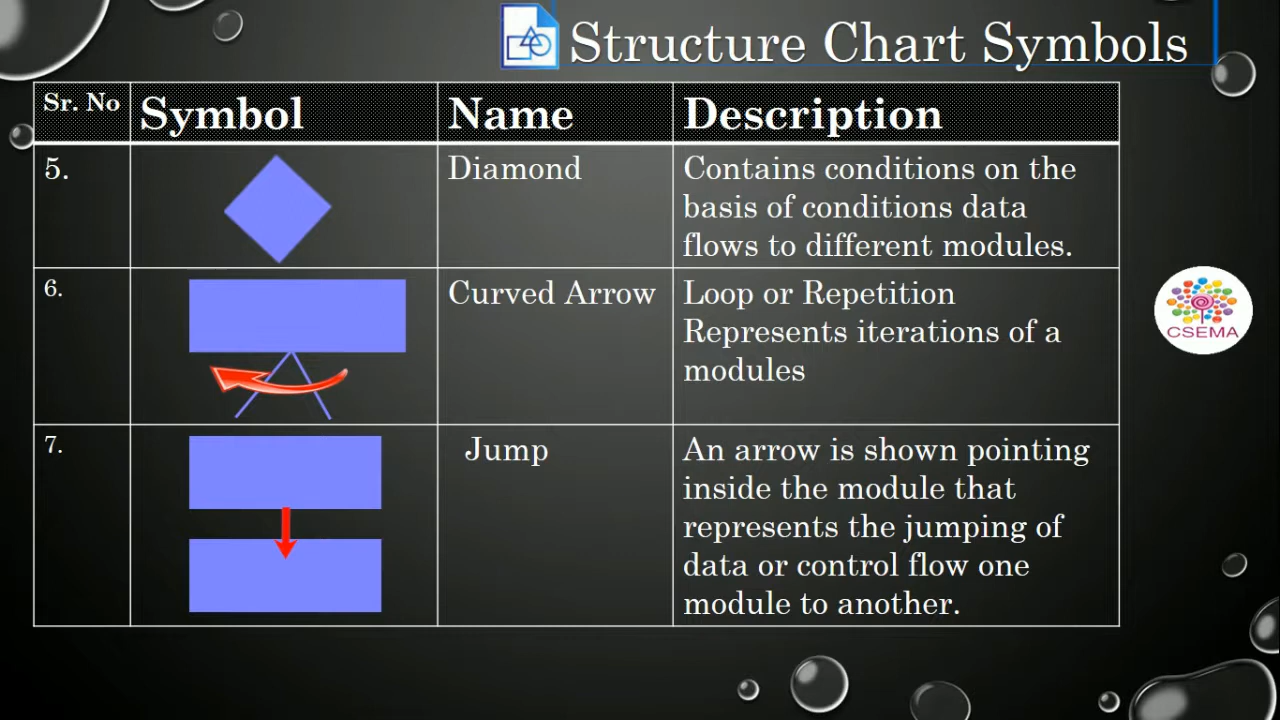 Structure Chart Symbols
Sr. No Symbol Name Description
5. Diamond Contains conditions on the
basis of conditions data
flows to different modules.
6. Curved Arrow Loop or Repetition
Represents iterations of a
modules
CSEMA
7. Jump An arrow is shown pointing
inside the module that
represents the jumping of
data or control flow one
module to another.